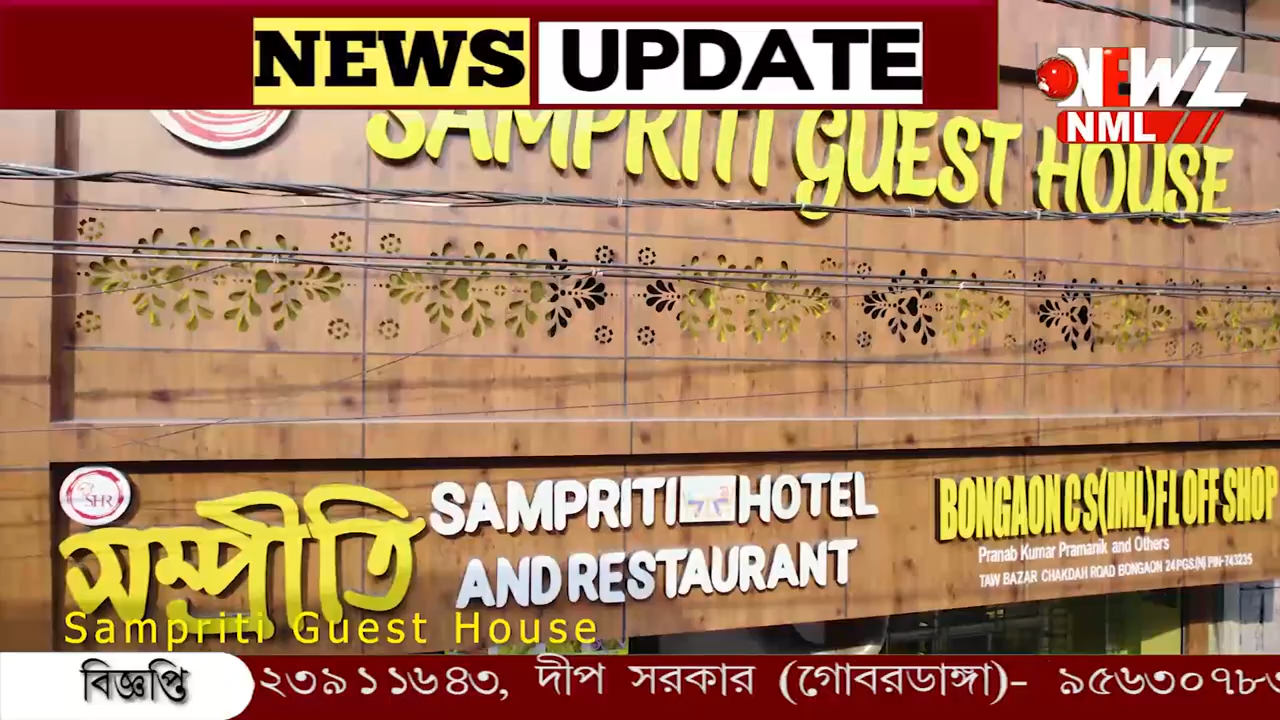 NEWS UPDATE
NEWZ
NML
SAMPRITI GUEST HOUSE
SHR
সম্প্রীতি
SAMPRITI HOTEL
AND RESTAURANT
BONGAON C S(IML)FL OFF SHOP
Pranab Kumar Pramanik and Others
TAW BAZAR CHAKDAH ROAD BONGAON 24PGS.(N) PIN-743235
Sampriti Guest House
বিজ্ঞপ্তি
২৩৯১১৬৪৩, দীপ সরকার (গোবরডাঙ্গা)- ৯৫৬৩০৭৮